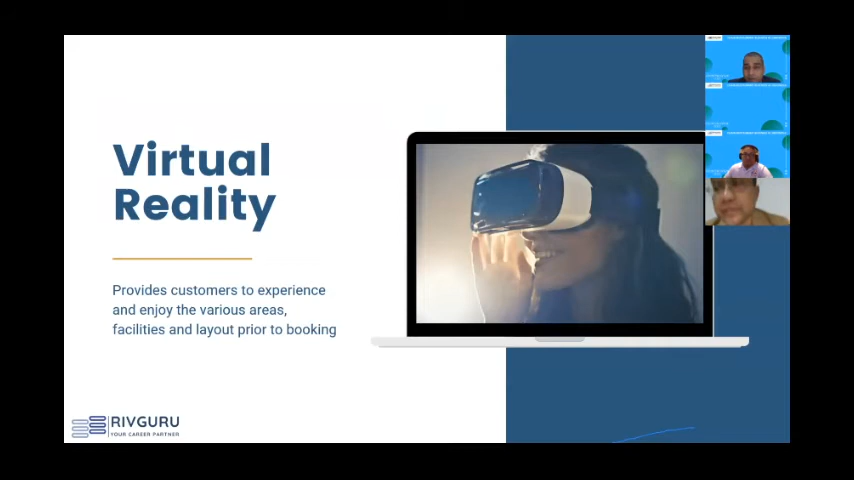 Virtual
Reality
Provides customers to experience
and enjoy the various areas,
facilities and layout prior to booking
RIVGURU
YOUR CAREER PARTNER